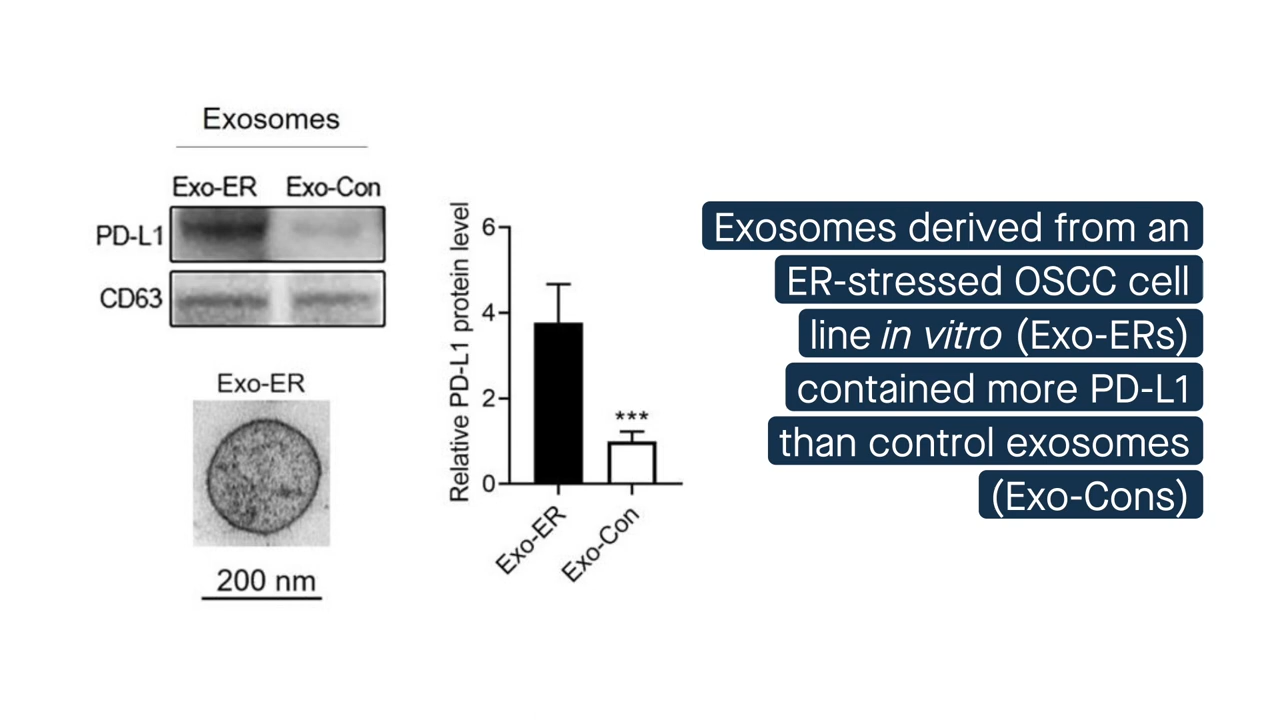 Exosomes
Exo-ER Exo-Con
PD-L1
CD63
Exo-ER
200 nm
Relative PD-L1 protein level
6
4
2
0
***
Exo-ER
Exo-Con
Exosomes derived from an
ER-stressed OSCC cell
line in vitro (Exo-ERs)
contained more PD-L1
than control exosomes
(Exo-Cons)